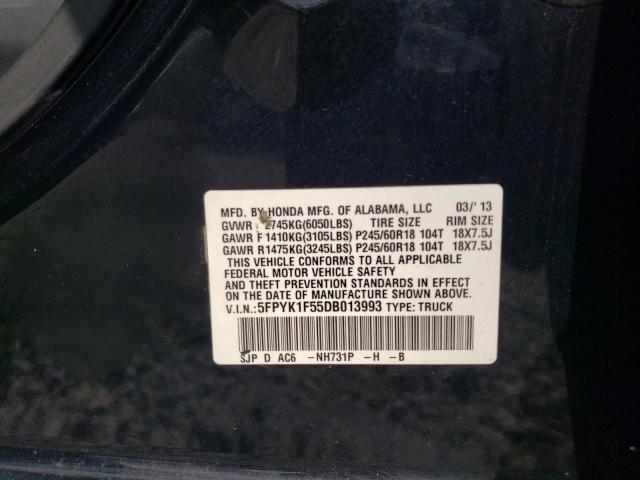 MFD. BY HONDA MFG. OF ALABAMA, LLC 03/'13
GVWR 2745KG(6050LBS) TIRE SIZE RIM SIZE
GAWR F 1410KG(3105LBS) P245/60R18 104T 18X7.5J
GAWR R1475KG(3245LBS) P245/60R18 104T 18X7.5J
THIS VEHICLE CONFORMS TO ALL APPLICABLE
FEDERAL MOTOR VEHICLE SAFETY
AND THEFT PREVENTION STANDARDS IN EFFECT
ON THE DATE OF MANUFACTURE SHOWN ABOVE.
V.I.N.: 5FPYK1F55DB013993 TYPE: TRUCK
SJP D AC6 -NH731P -H -B